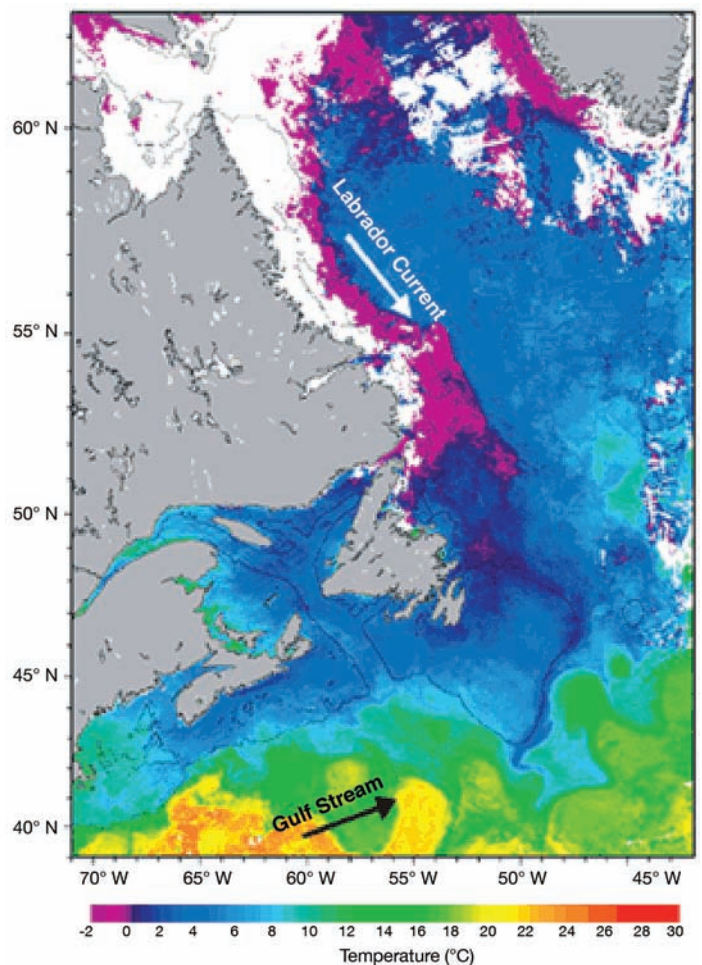 60° N
Labrador Current
55° N
50° N
45° N
Gulf Stream
40° N
70° W 65° W 60° W 55° W 50° W 45° W
-2 0 2 4 6 8 10 12 14 16 18 20 22 24 26 28 30
Temperature (°C)